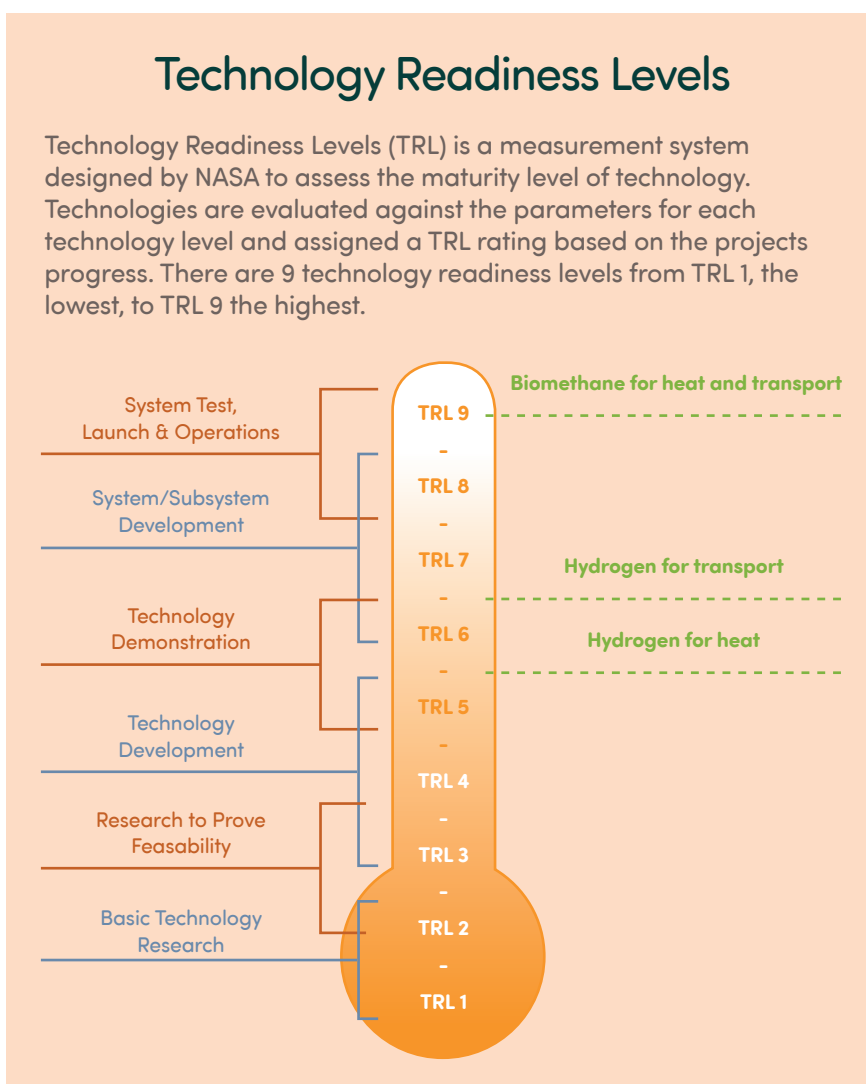 Technology Readiness Levels
Technology Readiness Levels (TRL) is a measurement system
designed by NASA to assess the maturity level of technology.
Technologies are evaluated against the parameters for each
technology level and assigned a TRL rating based on the projects
progress. There are 9 technology readiness levels from TRL 1, the
lowest, to TRL 9 the highest.
System Test,
Launch & Operations
System/Subsystem
Development
Technology
Demonstration
Technology
Development
Research to Prove
Feasability
Basic Technology
Research
TRL 9
-
TRL 8
-
TRL 7
-
TRL 6
-
TRL 5
-
TRL 4
-
TRL 3
-
TRL 2
-
TRL 1
Biomethane for heat and transport
Hydrogen for transport
Hydrogen for heat